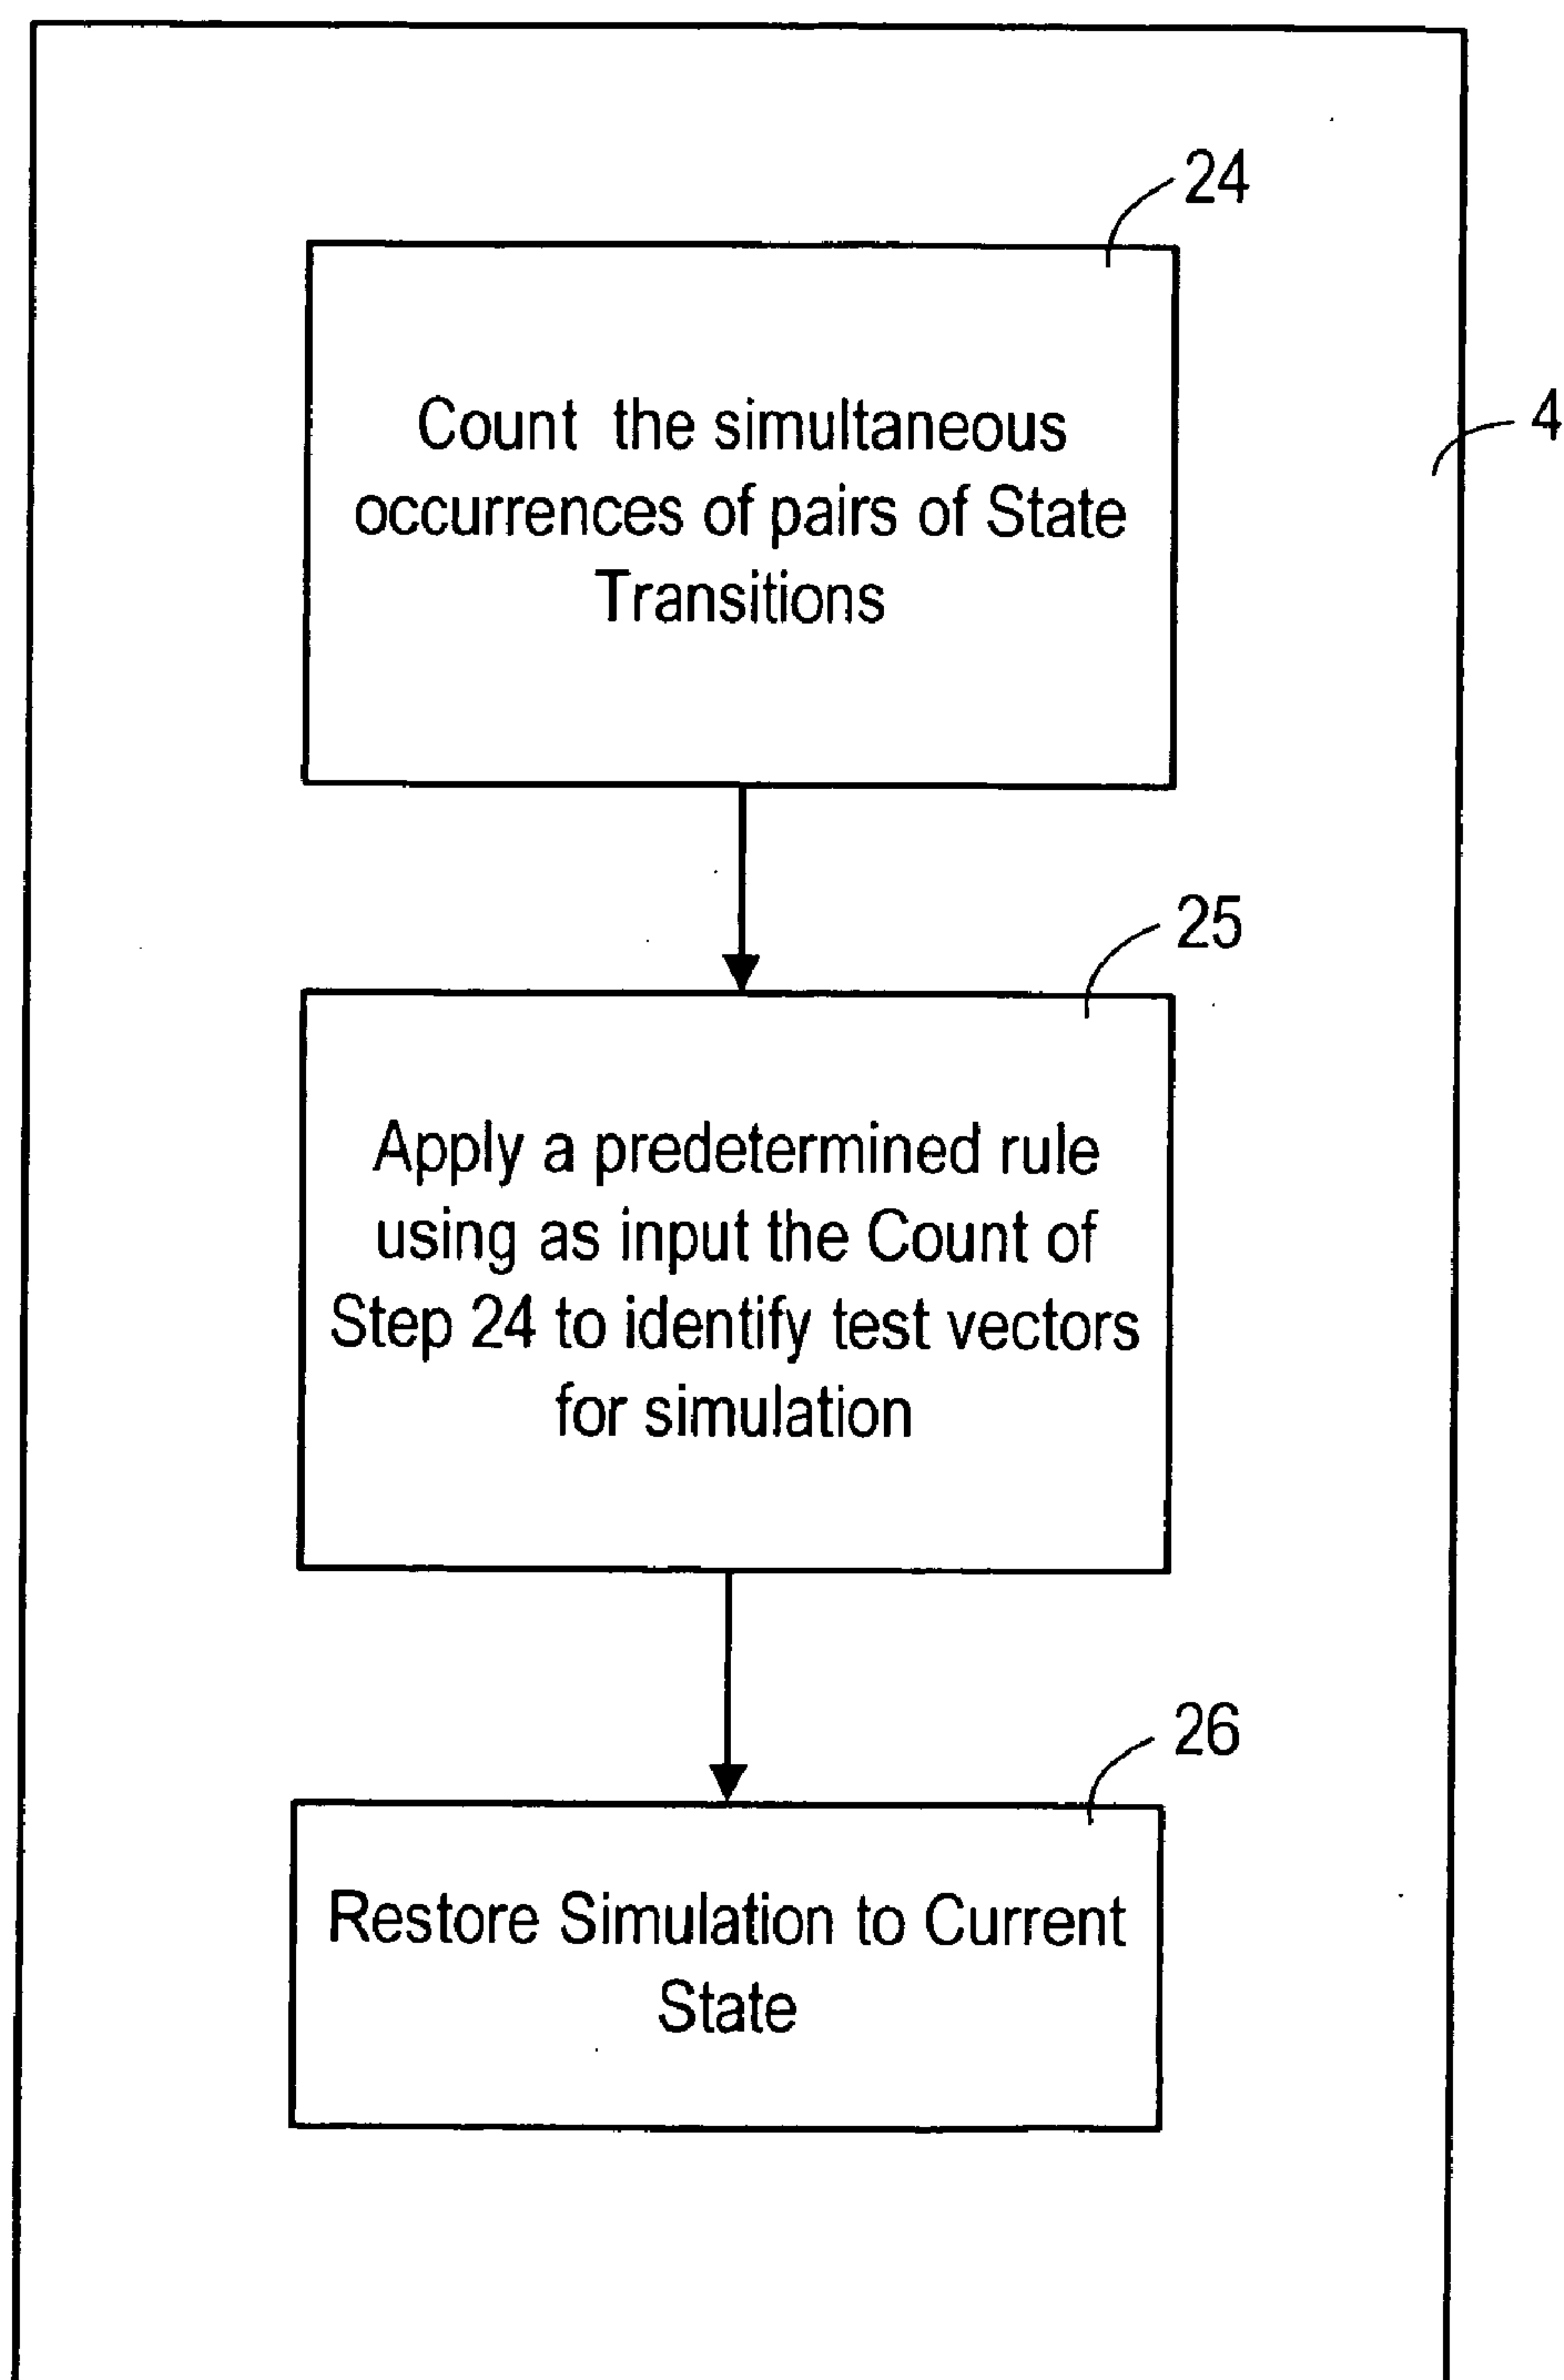 24
4
Count the simultaneous
occurrences of pairs of State
Transitions
25
Apply a predetermined rule
using as input the Count of
Step 24 to identify test vectors
for simulation
26
Restore Simulation to Current
State